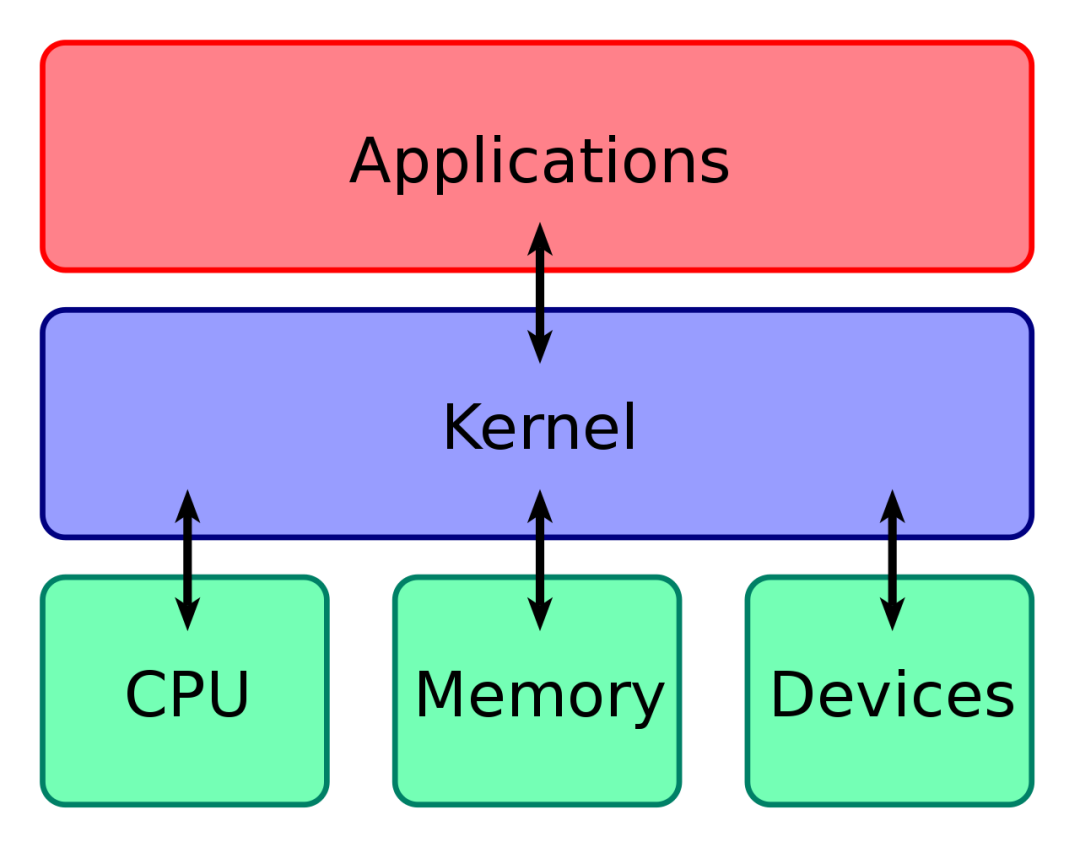 Applications
Kernel
CPU
Memory
Devices